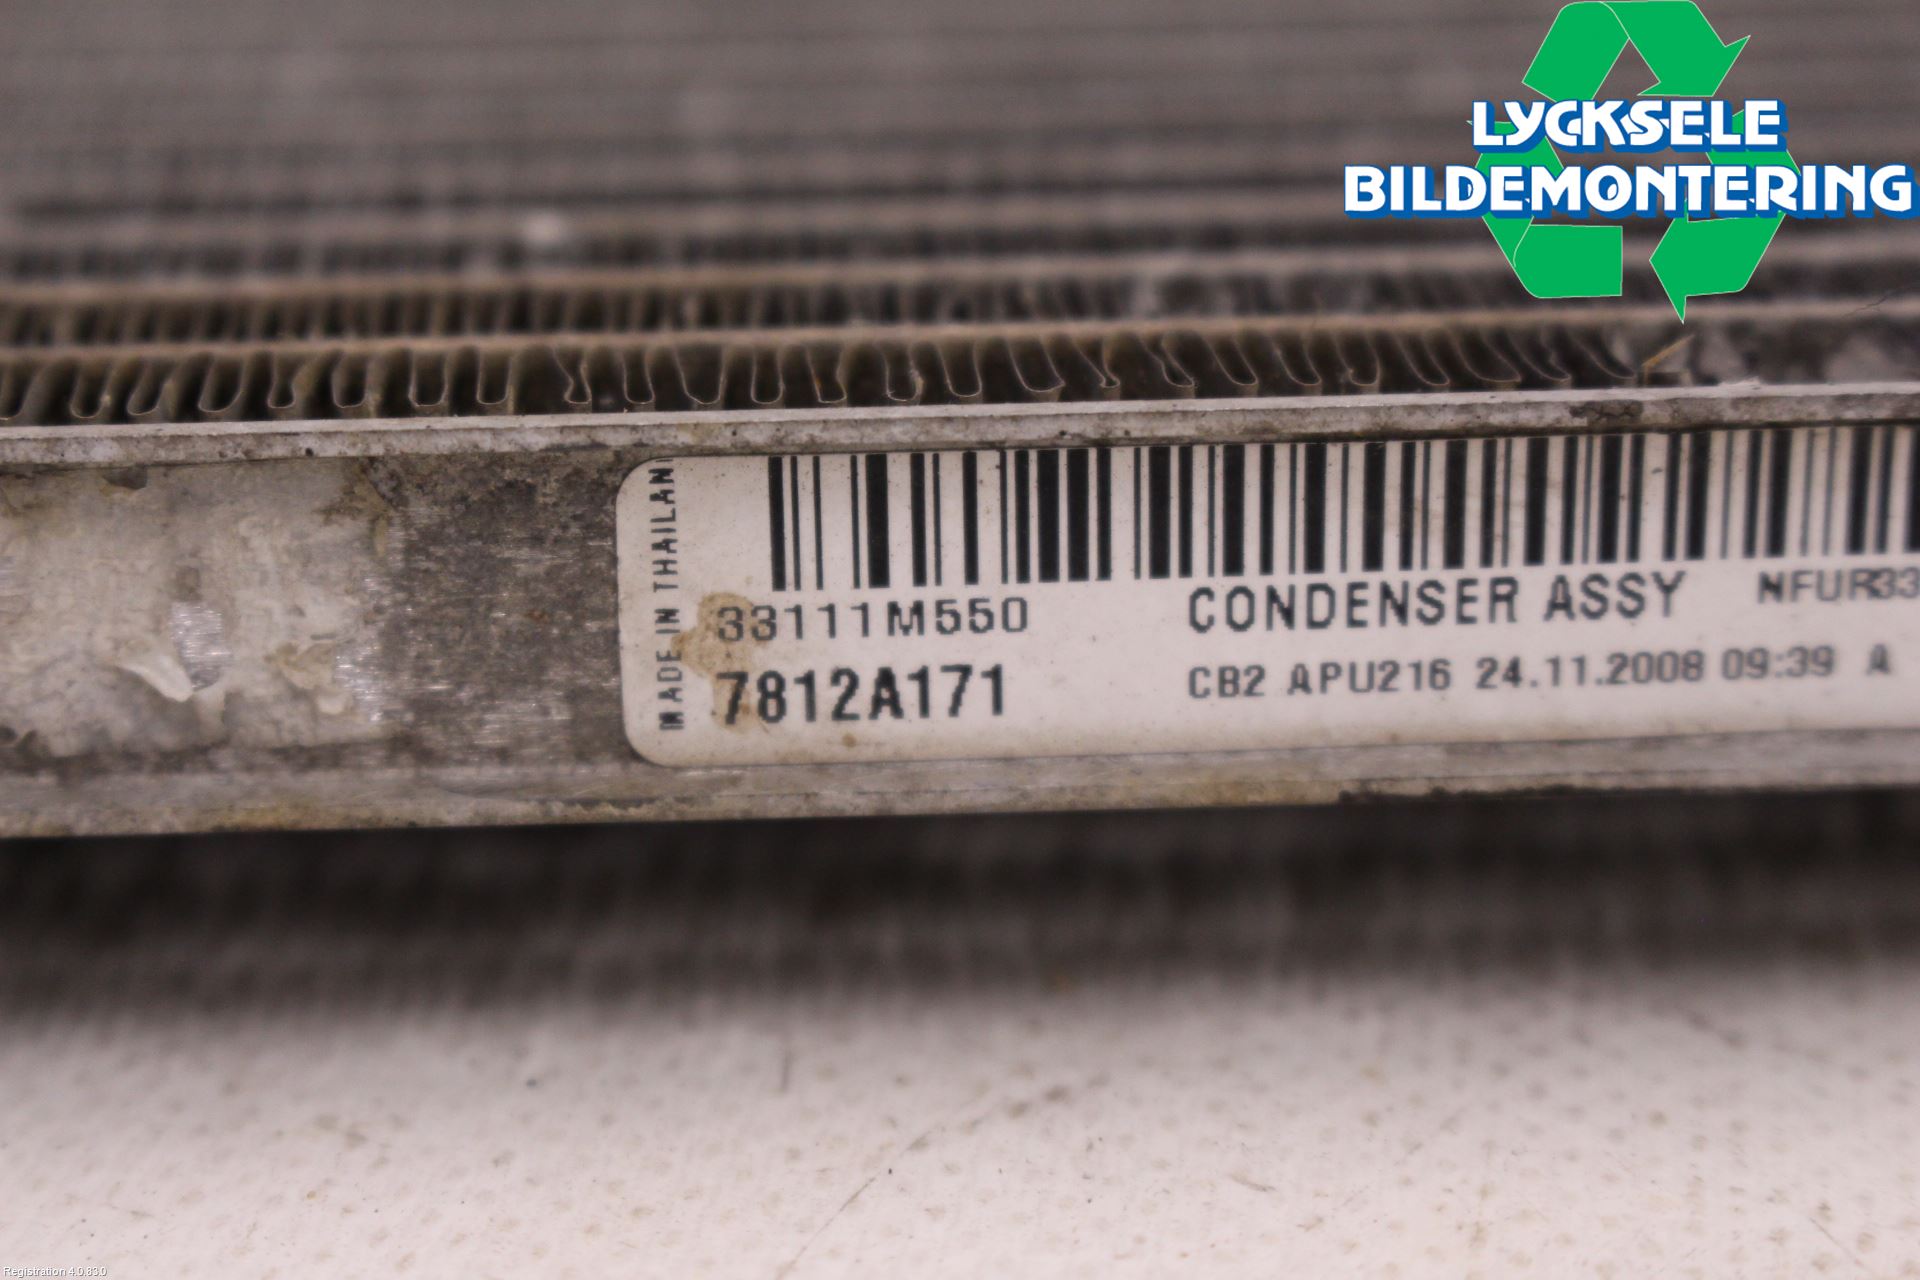 LYCKSELE
BILDEMONTERING
MADE IN THAILAN
33111M550
CONDENSER ASSY NFUR33
7812A171
CB2 APU216 24.11.2008 09:39 A
Registration 4.0.83.0